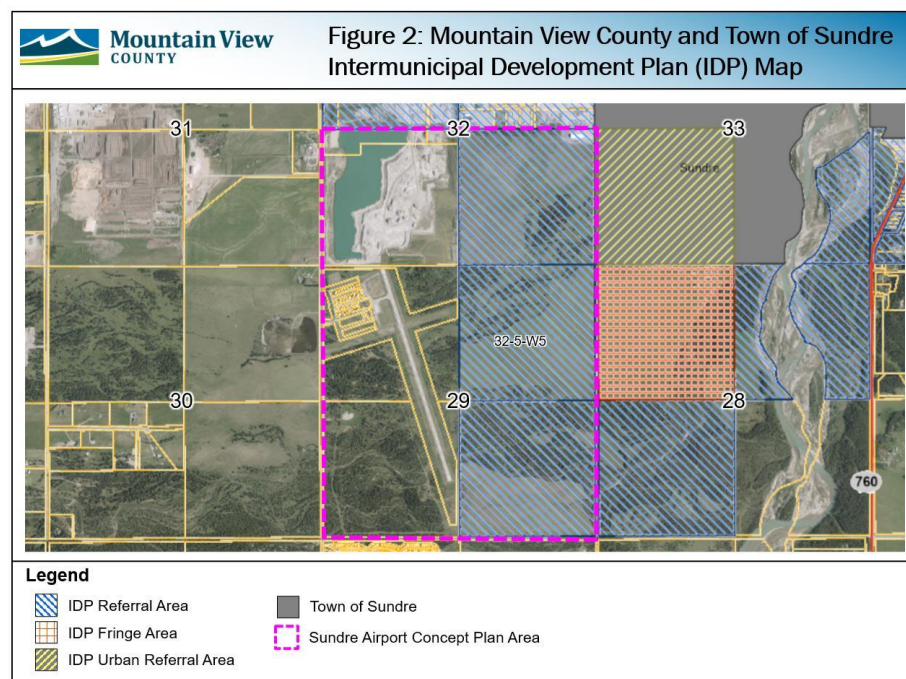 Mountain View
COUNTY
Figure 2: Mountain View County and Town of Sundre
Intermunicipal Development Plan (IDP) Map
31
32
33
Sundre
32-5-W5
30
29
28
760
Legend
IDP Referral Area
IDP Fringe Area
IDP Urban Referral Area
Town of Sundre
Sundre Airport Concept Plan Area